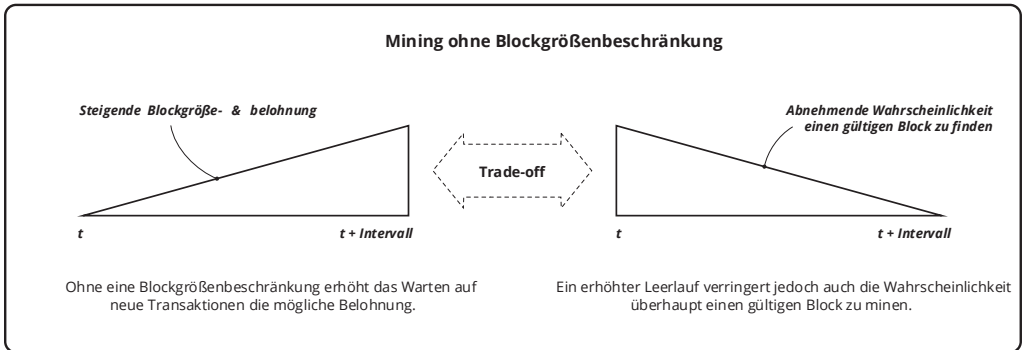 Mining ohne Blockgrößenbeschränkung
Steigende Blockgröße- & belohnung
t
t + Intervall
Ohne eine Blockgrößenbeschränkung erhöht das Warten auf
neue Transaktionen die mögliche Belohnung.
Trade-off
Abnehmende Wahrscheinlichkeit
einen gültigen Block zu finden
t
t + Intervall
Ein erhöhter Leerlauf verringert jedoch auch die Wahrscheinlichkeit
überhaupt einen gültigen Block zu minen.